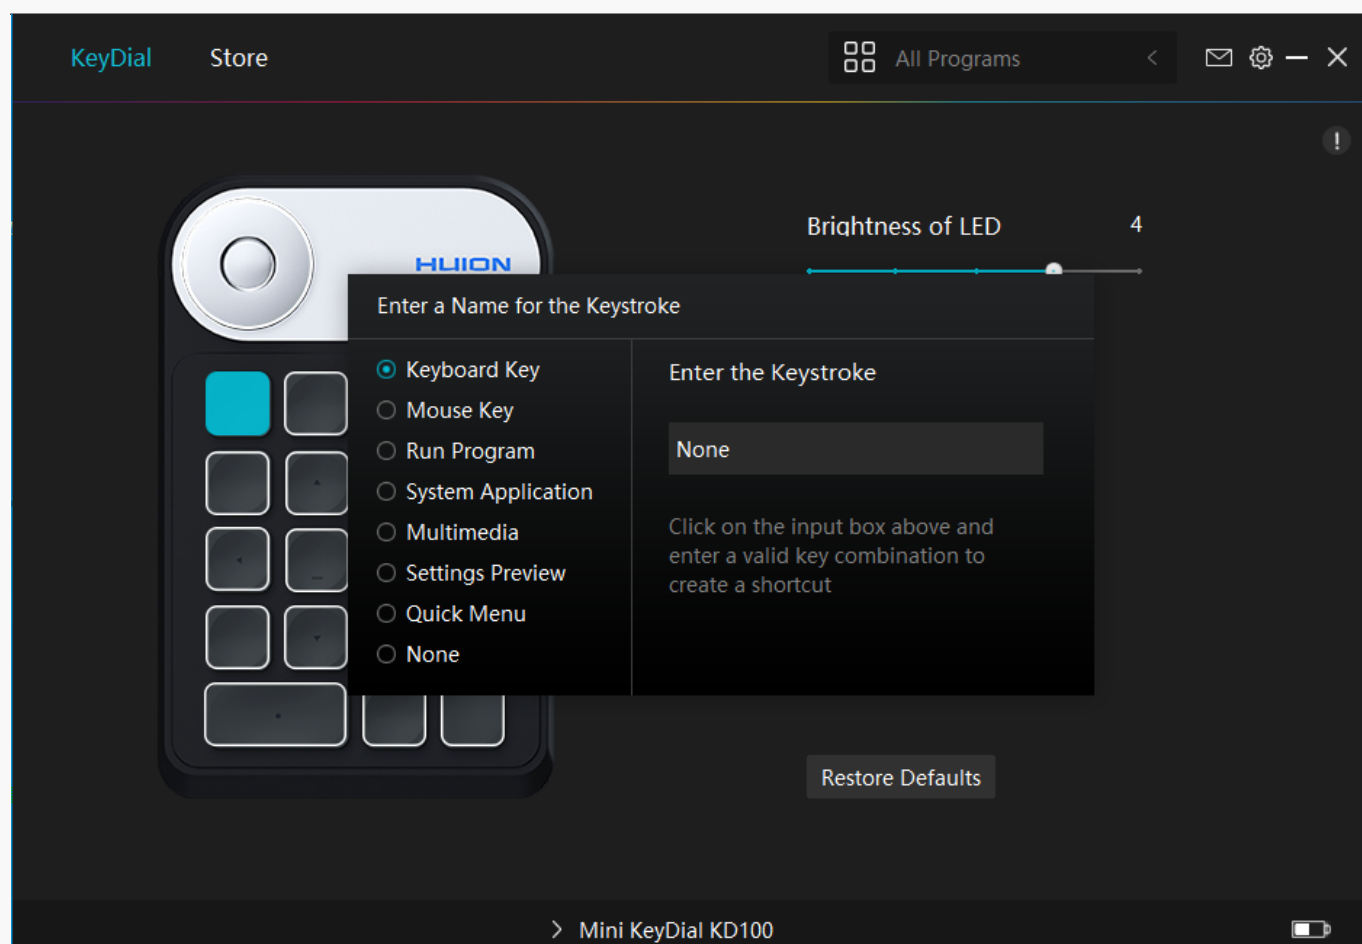 KeyDial
Store
All Programs
Brightness of LED
4
HUION
Enter a Name for the Keystroke
Keyboard Key
Mouse Key
Run Program
System Application
Multimedia
Settings Preview
Quick Menu
None
Enter the Keystroke
None
Click on the input box above and
enter a valid key combination to
create a shortcut
Restore Defaults
Mini KeyDial KD100